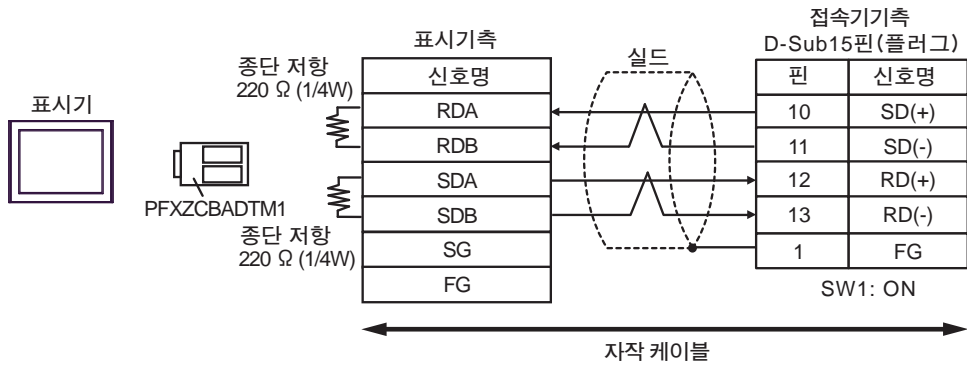 표시기
PFXZCBADTM1
종단 저항
220 Ω (1/4W)
종단 저항
220 Ω (1/4W)
표시기측
신호명
RDA
RDB
SDA
SDB
SG
FG
실드
접속기기측
D-Sub15핀(플러그)
핀 신호명
10 SD(+)
11 SD(-)
12 RD(+)
13 RD(-)
1 FG
SW1: ON
자작 케이블